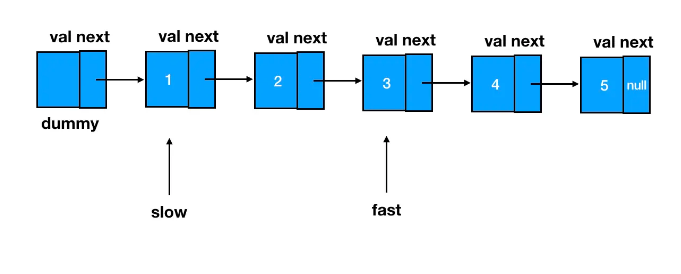 val next val next val next val next val next val next
1 2 3 4 5 null
dummy
slow fast